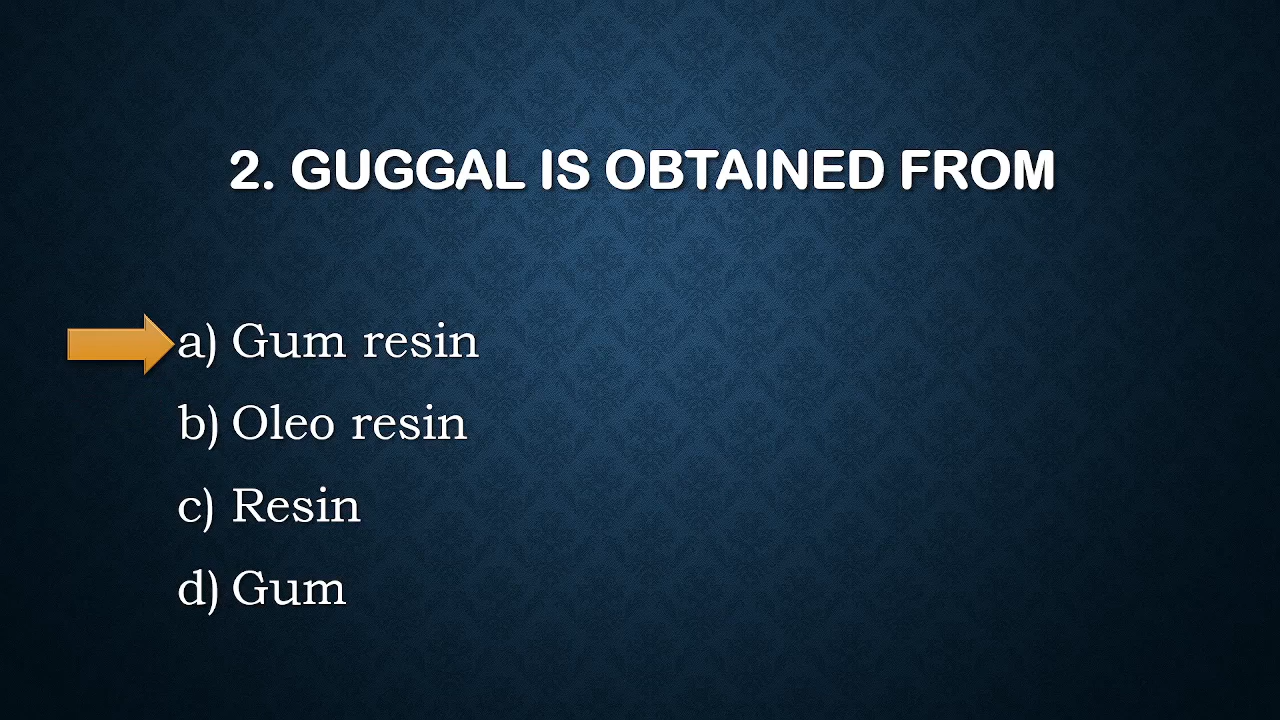 2. GUGGAL IS OBTAINED FROM
a) Gum resin
b) Oleo resin
c) Resin
d) Gum